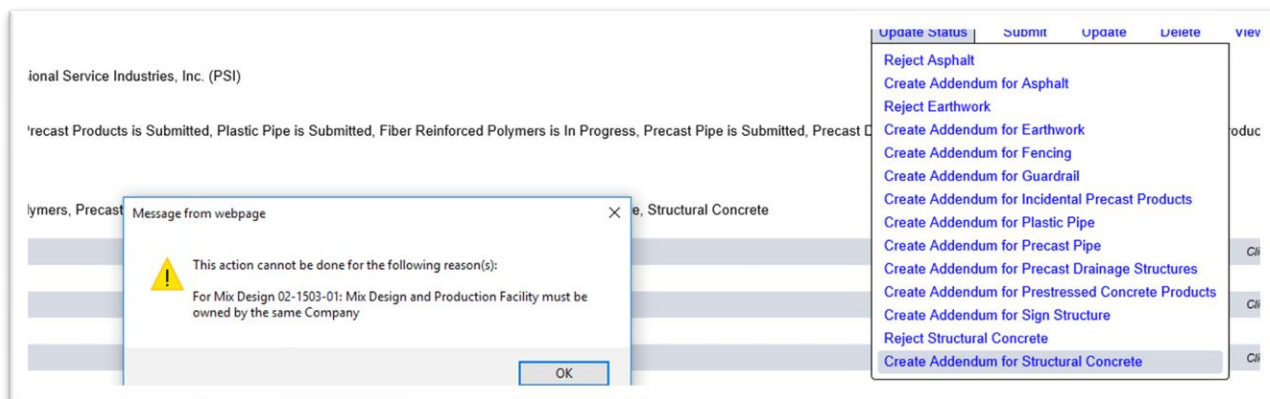 Update Status Submit Update Delete View
ional Service Industries, Inc. (PSI)
Reject Asphalt
Create Addendum for Asphalt
Reject Earthwork
Precast Products is Submitted, Plastic Pipe is Submitted, Fiber Reinforced Polymers is In Progress, Precast Pipe is Submitted, Precast D
Create Addendum for Earthwork
oduc
Create Addendum for Fencing
Create Addendum for Guardrail
lymers, Precast
e, Structural Concrete
Create Addendum for Incidental Precast Products
Create Addendum for Plastic Pipe
Create Addendum for Precast Pipe
Create Addendum for Precast Drainage Structures
Create Addendum for Prestressed Concrete Products
Create Addendum for Sign Structure
Reject Structural Concrete
Create Addendum for Structural Concrete
Cli
Cli
Cli
Message from webpage
This action cannot be done for the following reason(s):
For Mix Design 02-1503-01: Mix Design and Production Facility must be
owned by the same Company
OK